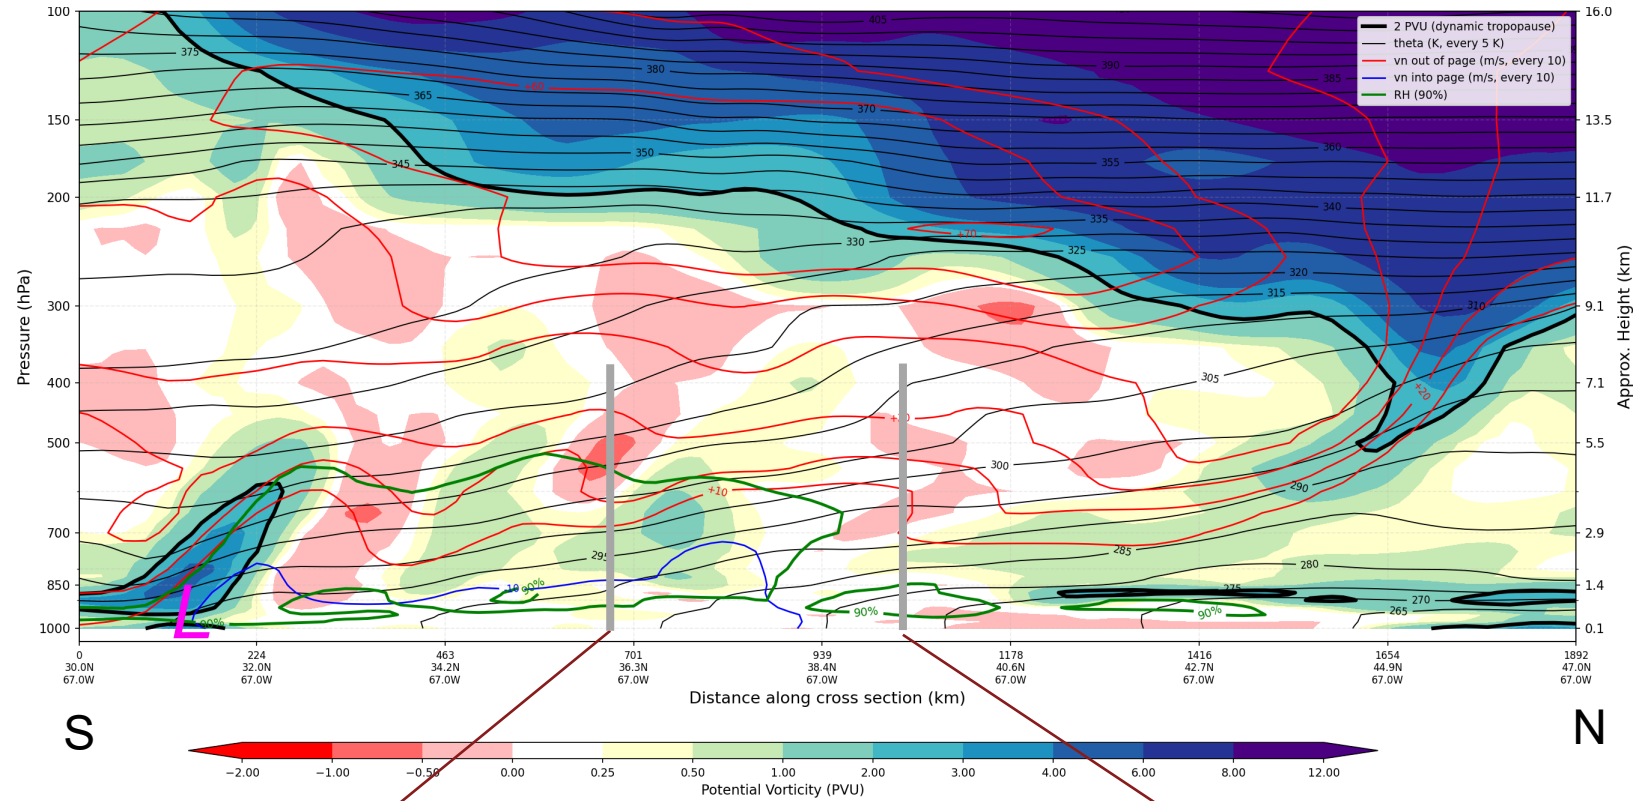 100
150
200
300
400
500
700
850
900
1000
Pressure (hPa)
16.0
13.5
11.7
9.1
7.1
5.5
2.9
1.4
1.0
0.1
Approx. Height (km)
2 PVU (dynamic tropopause)
theta (K, every 5 K)
vn out of page (m/s, every 10)
vn into page (m/s, every 10)
RH (90%)
405
375
380
390
385
365
370
360
350
355
345
340
335
330
325
320
315
310
305
300
295
290
285
280
275
270
265
+70
+20
+10
-10
90%
90%
90%
90%
L
0
30.0N
67.0W
224
32.0N
67.0W
463
34.2N
67.0W
701
36.3N
67.0W
939
38.4N
67.0W
1178
40.6N
67.0W
1416
42.7N
67.0W
1654
44.9N
67.0W
1892
47.0N
67.0W
Distance along cross section (km)
S
N
−2.00
−1.00
−0.50
0.00
0.25
0.50
1.00
2.00
3.00
4.00
6.00
8.00
12.00
Potential Vorticity (PVU)